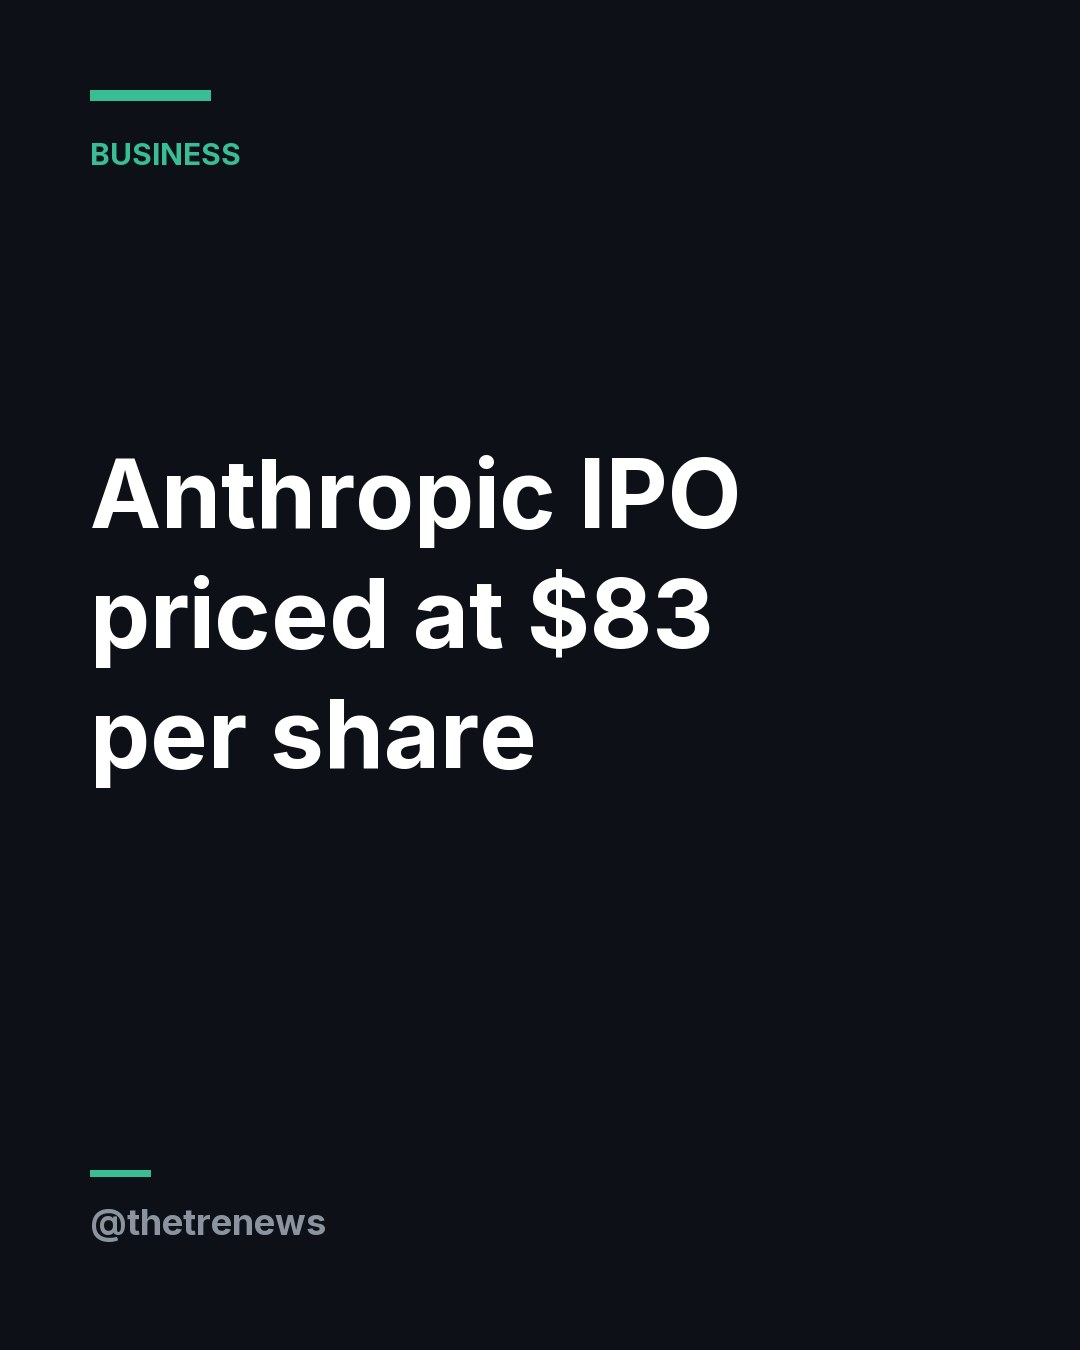 BUSINESS
Anthropic IPO
priced at $83
per share
@thetrenews